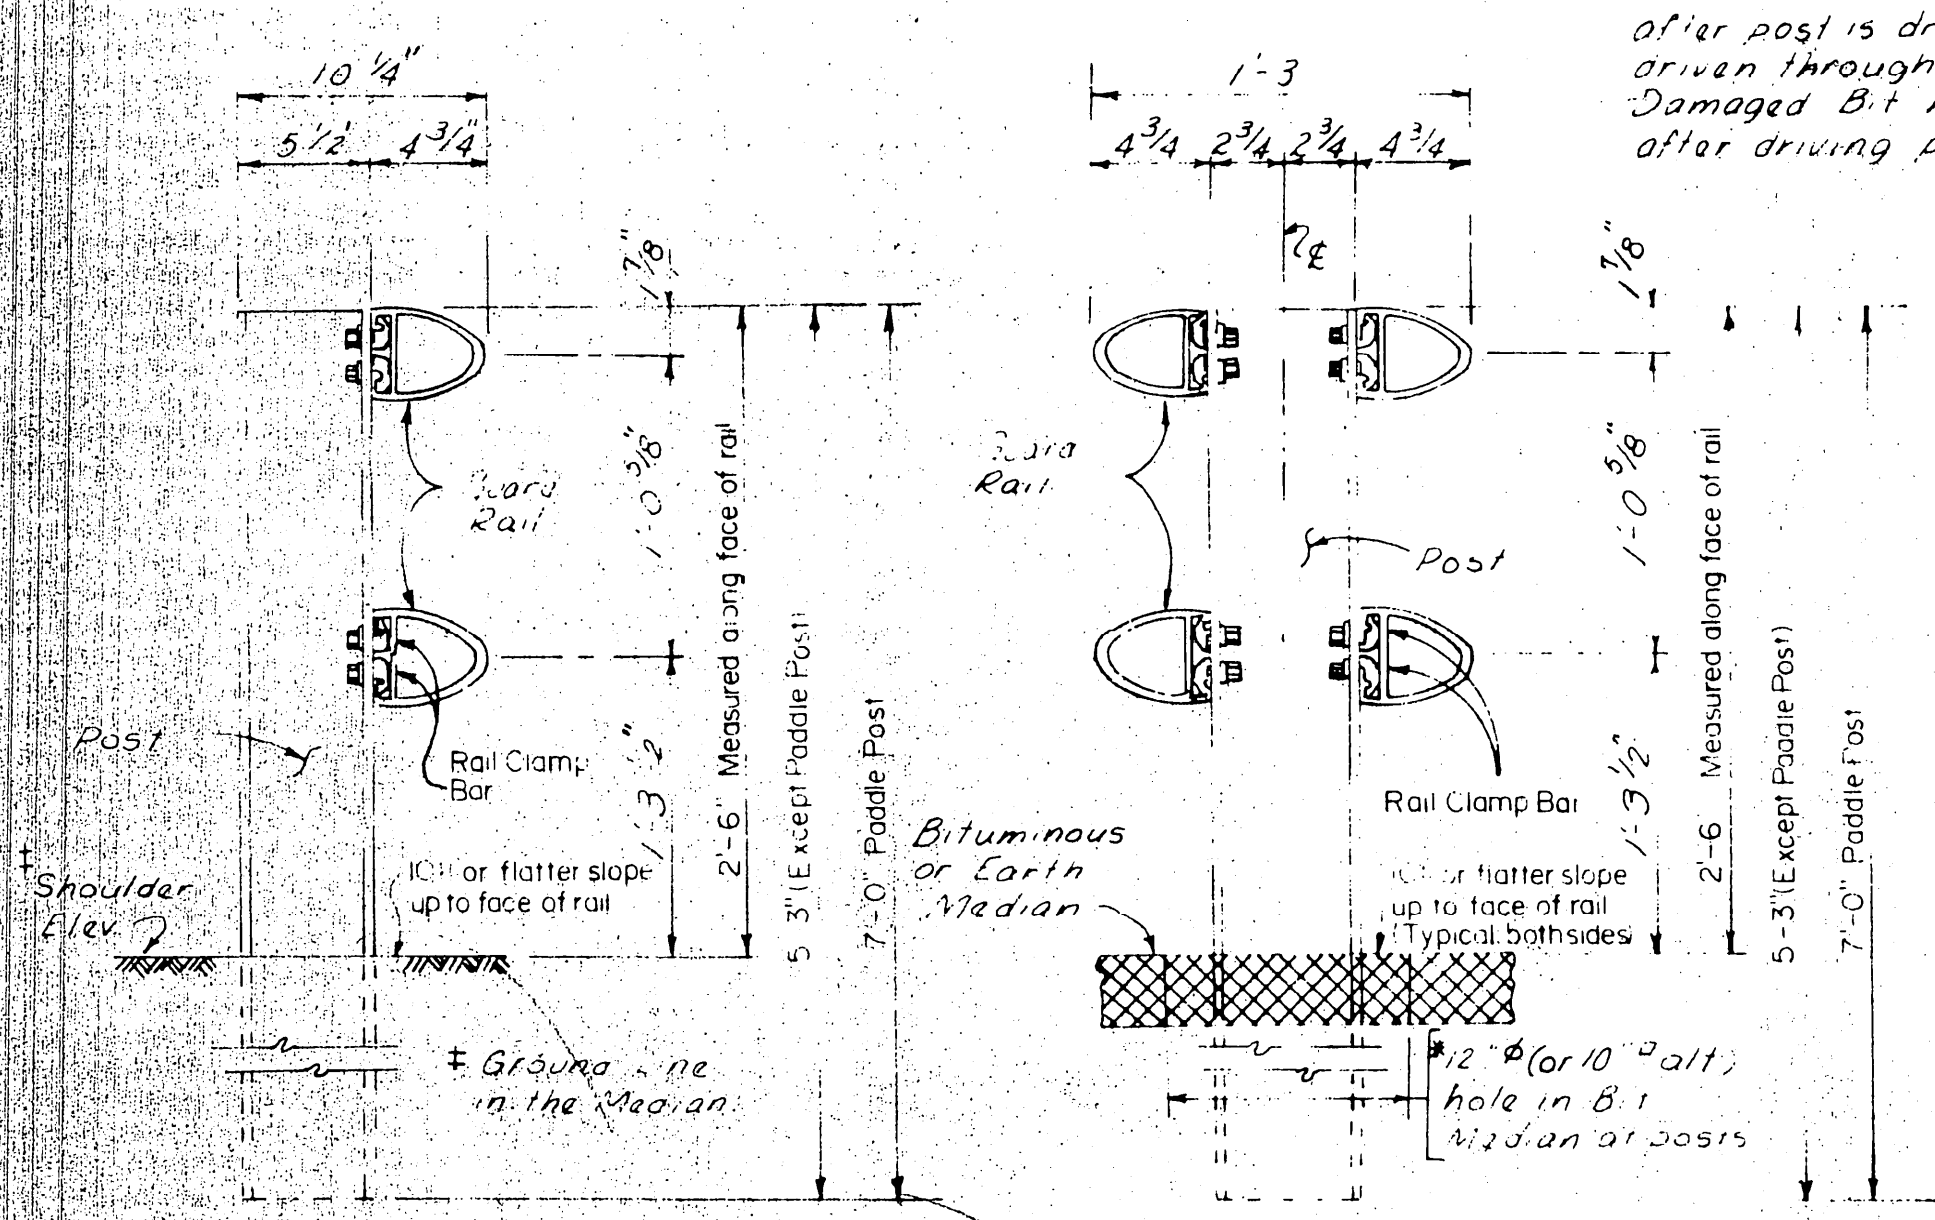 10 1/4"
5 1/2" 4 3/4"
1 7/8"
1'-0 5/8"
1'-3 1/2"
2'-6" Measured along face of rail
5'-3" (Except Paddle Post)
7'-0" Paddle Post
Guard
Rail
Post
Rail Clamp
Bar
‡
Shoulder
Elev.
or flatter slope
up to face of rail
‡ Ground Line
in the Median
1'-3
4 3/4 2 3/4 2 3/4 4 3/4
℄
after post is
driven through
Damaged Bit
after driving
1 7/8"
1'-0 5/8"
1'-3 1/2"
2'-6 Measured along face of rail
5'-3" (Except Paddle Post)
7'-0" Paddle Post
Guard
Rail
Post
Rail Clamp Bar
Bituminous
or Earth
Median
or flatter slope
up to face of rail
(Typical both sides)
*12" ϕ (or 10" □ alt)
hole in Bit
Median at posts